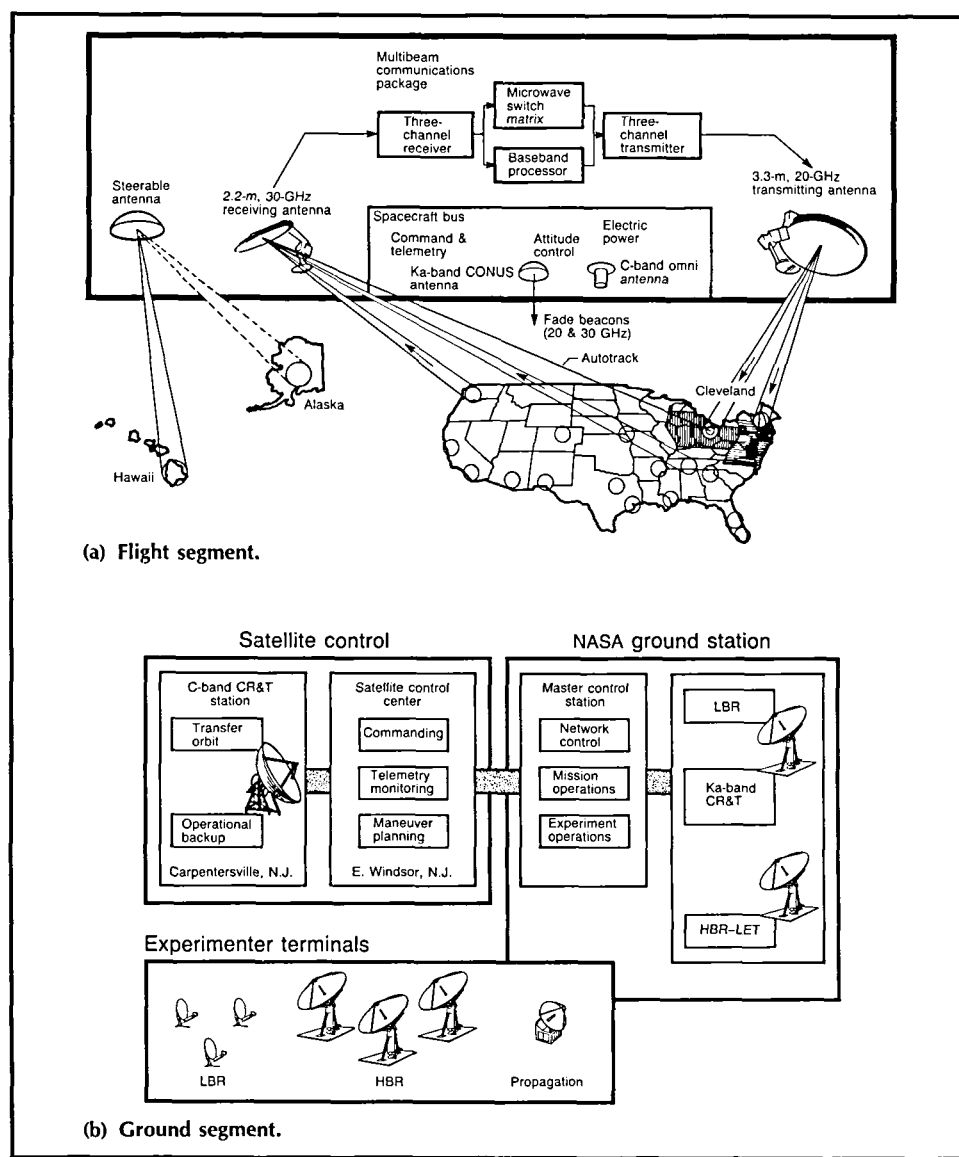 Multibeam
communications
package
Microwave
switch
matrix
Three-
channel
receiver
Three-
channel
transmitter
Baseband
processor
Steerable
antenna
2.2-m, 30-GHz
receiving antenna
3.3-m, 20-GHz
transmitting antenna
Spacecraft bus
Command &
telemetry
Attitude
control
Electric
power
Ka-band CONUS
antenna
C-band omni
antenna
Fade beacons
(20 & 30 GHz)
Autotrack
Cleveland
Alaska
Hawaii
(a) Flight segment.
Satellite control
NASA ground station
C-band CR&T
station
Transfer
orbit
Operational
backup
Carpentersville, N.J.
Satellite control
center
Commanding
Telemetry
monitoring
Maneuver
planning
E. Windsor, N.J.
Master control
station
Network
control
Mission
operations
Experiment
operations
LBR
Ka-band
CR&T
HBR–LET
Experimenter terminals
LBR
HBR
Propagation
(b) Ground segment.